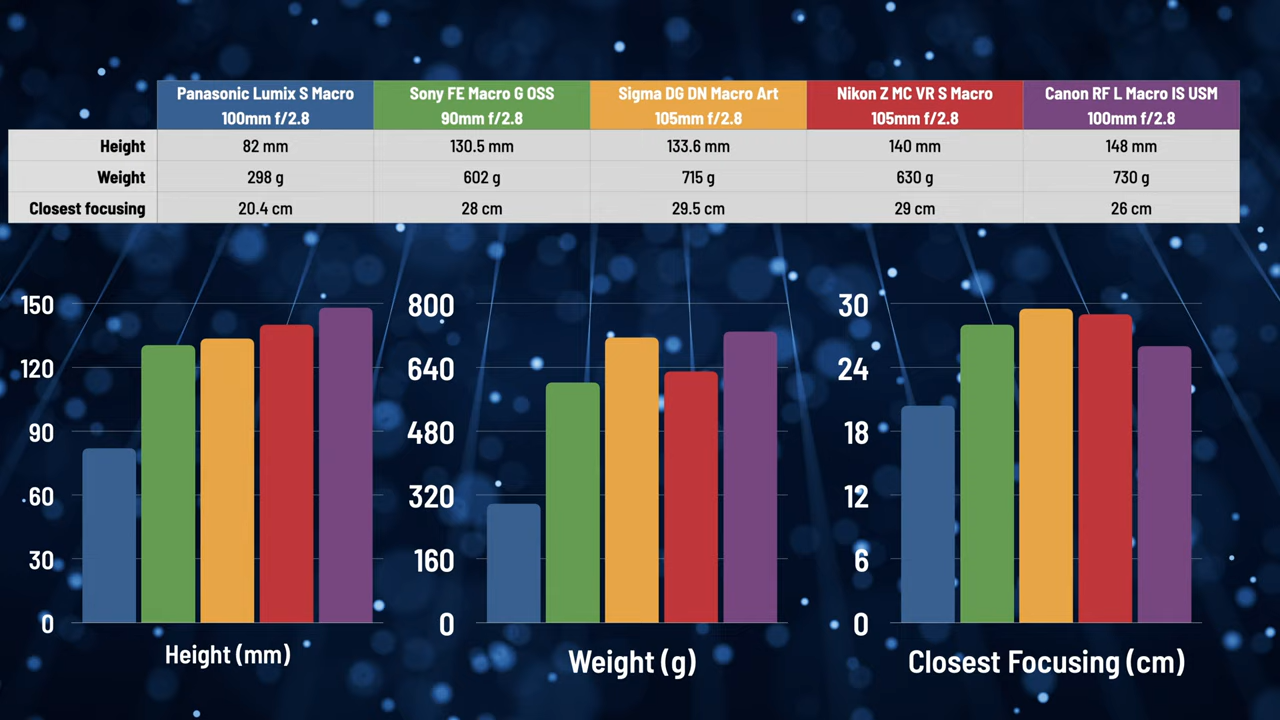 Panasonic Lumix S Macro Sony FE Macro G OSS Sigma DG DN Macro Art Nikon Z MC VR S Macro Canon RF L Macro IS USM
100mm f/2.8 90mm f/2.8 105mm f/2.8 105mm f/2.8 100mm f/2.8
Height 82 mm 130.5 mm 133.6 mm 140 mm 148 mm
Weight 298 g 602 g 715 g 630 g 730 g
Closest focusing 20.4 cm 28 cm 29.5 cm 29 cm 26 cm
150
120
90
60
30
0
Height (mm)
800
640
480
320
160
0
Weight (g)
30
24
18
12
6
0
Closest Focusing (cm)